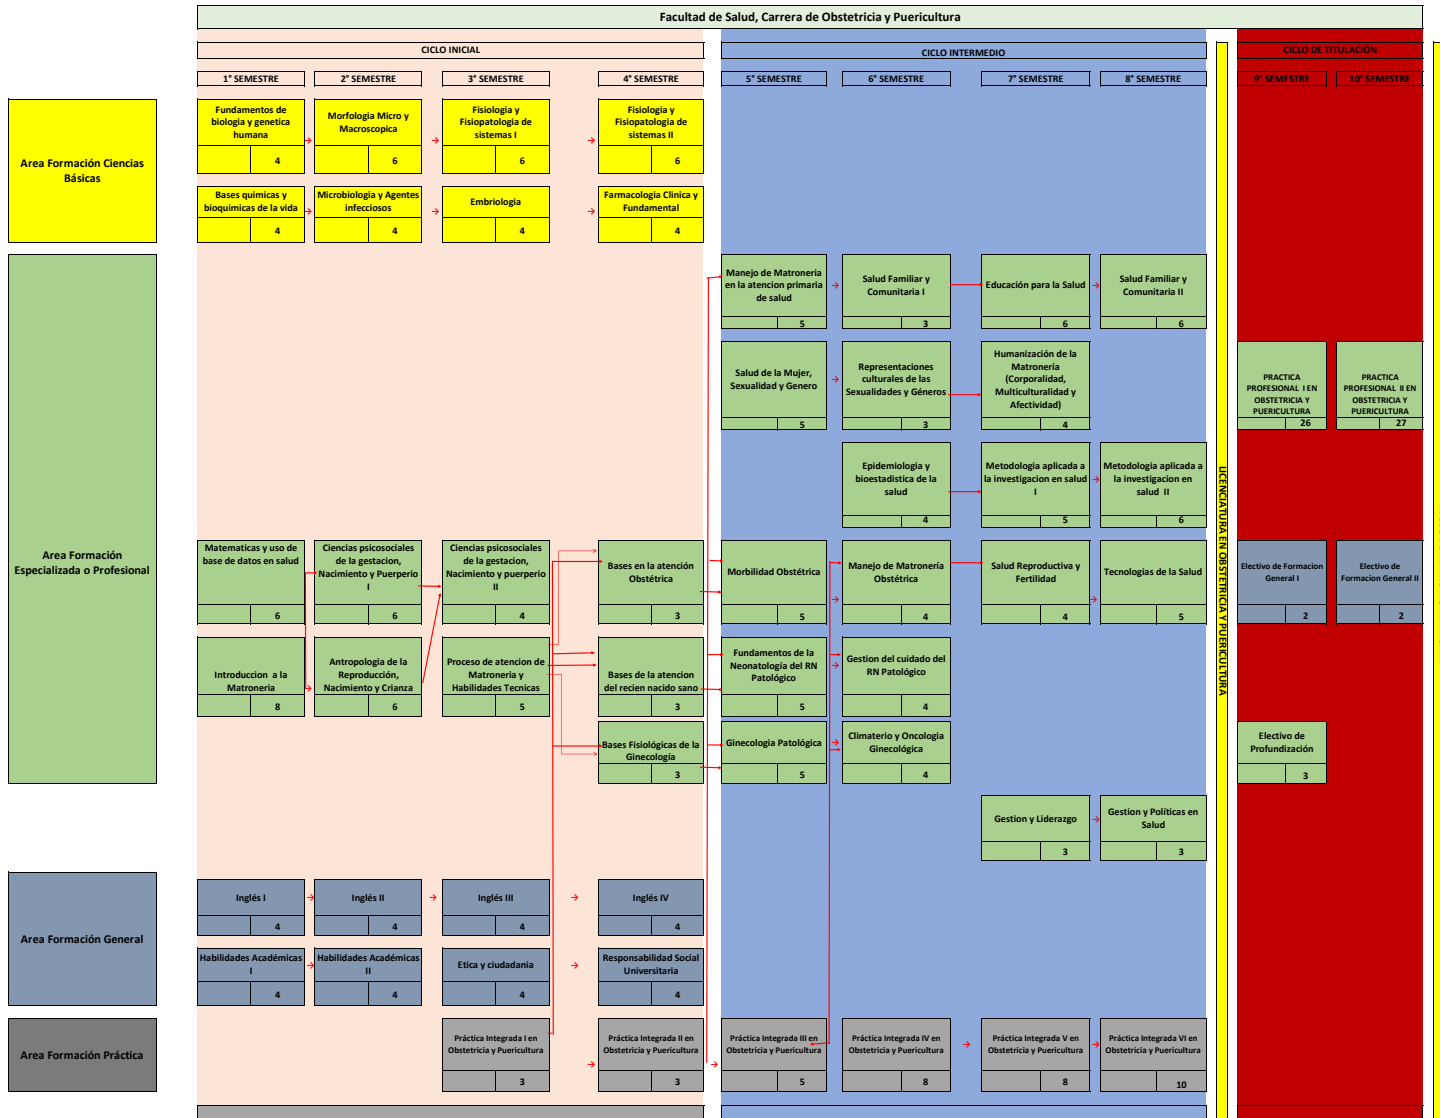 Facultad de Salud, Carrera de Obstetricia y Puericultura
CICLO INICIAL
CICLO INTERMEDIO
CICLO DE TITULACIÓN
1° SEMESTRE
2° SEMESTRE
3° SEMESTRE
4° SEMESTRE
5° SEMESTRE
6° SEMESTRE
7° SEMESTRE
8° SEMESTRE
9° SEMESTRE
10° SEMESTRE
Area Formación Ciencias
Básicas
Fundamentos de
biologia y genetica
humana
4
Morfologia Micro y
Macroscopica
6
Fisiologia y
Fisiopatologia de
sistemas I
6
Fisiologia y
Fisiopatologia de
sistemas II
6
Bases quimicas y
bioquimicas de la vida
4
Microbiologia y Agentes
infecciosos
4
Embriologia
4
Farmacologia Clinica y
Fundamental
4
Area Formación
Especializada o Profesional
Manejo de Matroneria
en la atencion primaria
de salud
5
Salud Familiar y
Comunitaria I
3
Educación para la Salud
6
Salud Familiar y
Comunitaria II
6
Salud de la Mujer,
Sexualidad y Genero
5
Representaciones
culturales de las
Sexualidades y Géneros
3
Humanización de la
Matronería
(Corporalidad,
Multiculturalidad y
Afectividad)
4
PRACTICA
PROFESIONAL I EN
OBSTETRICIA Y
PUERICULTURA
26
PRACTICA
PROFESIONAL II EN
OBSTETRICIA Y
PUERICULTURA
27
Epidemiologia y
bioestadistica de la
salud
4
Metodologia aplicada a
la investigacion en salud
I
5
Metodologia aplicada a
la investigacion en
salud II
6
Matematicas y uso de
base de datos en salud
6
Ciencias psicosociales
de la gestacion,
Nacimiento y Puerperio
I
6
Ciencias psicosociales
de la gestacion,
Nacimiento y puerperio
II
4
Bases en la atención
Obstétrica
3
Morbilidad Obstétrica
5
Manejo de Matronería
Obstétrica
4
Salud Reproductiva y
Fertilidad
4
Tecnologias de la Salud
5
Electivo de Formacion
General I
2
Electivo de
Formacion General II
2
Introduccion a la
Matroneria
8
Antropologia de la
Reproducción,
Nacimiento y Crianza
6
Proceso de atencion de
Matroneria y
Habilidades Tecnicas
5
Bases de la atencion
del recien nacido sano
3
Fundamentos de la
Neonatología del RN
Patológico
5
Gestion del cuidado del
RN Patológico
4
Bases Fisiológicas de la
Ginecología
3
Ginecologia Patológica
5
Climaterio y Oncologia
Ginecológica
4
Electivo de
Profundización
3
Gestion y Liderazgo
3
Gestion y Políticas en
Salud
3
LICENCIATURA EN OBSTETRICIA Y PUERICULTURA
Area Formación General
Inglés I
4
Inglés II
4
Inglés III
4
Inglés IV
4
Habilidades Académicas
I
4
Habilidades Académicas
II
4
Etica y ciudadania
4
Responsabilidad Social
Universitaria
4
Area Formación Práctica
Práctica Integrada I en
Obstetricia y Puericultura
3
Práctica Integrada II en
Obstetricia y Puericultura
3
Práctica Integrada III en
Obstetricia y Puericultura
5
Práctica Integrada IV en
Obstetricia y Puericultura
8
Práctica Integrada V en
Obstetricia y Puericultura
8
Práctica Integrada VI en
Obstetricia y Puericultura
10